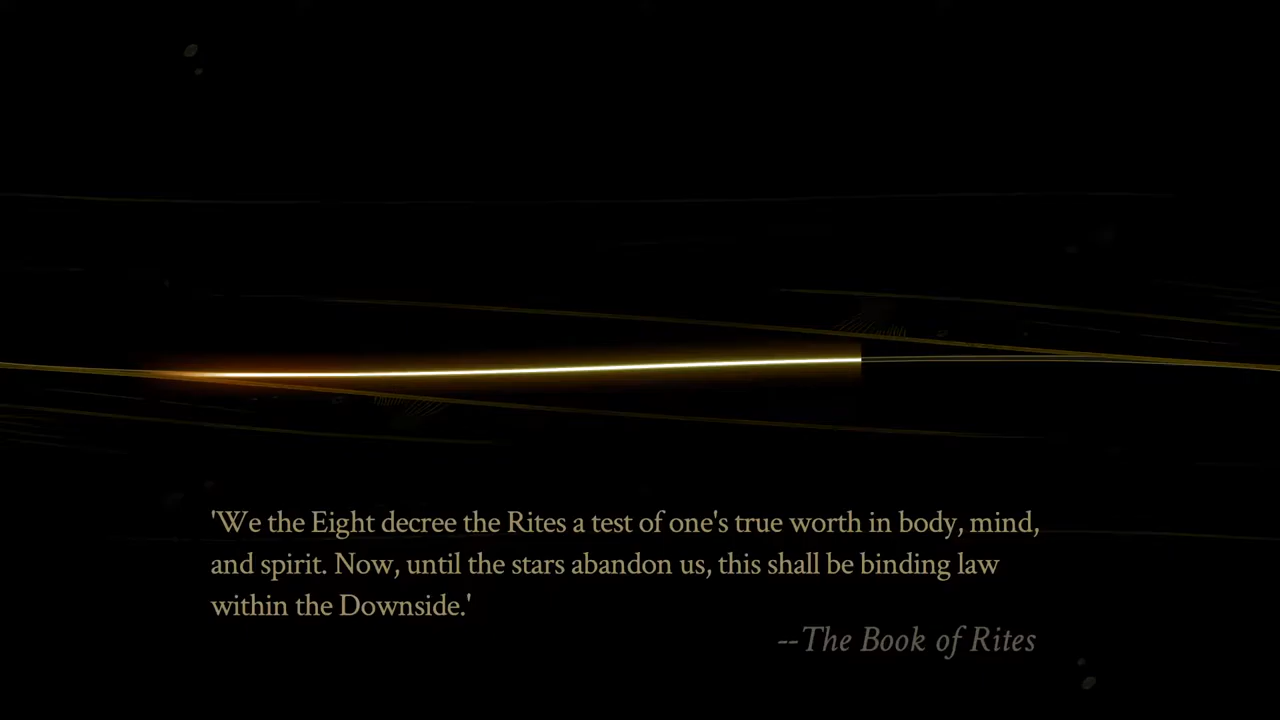 'We the Eight decree the Rites a test of one's true worth in body, mind,
and spirit. Now, until the stars abandon us, this shall be binding law
within the Downside.'
--The Book of Rites